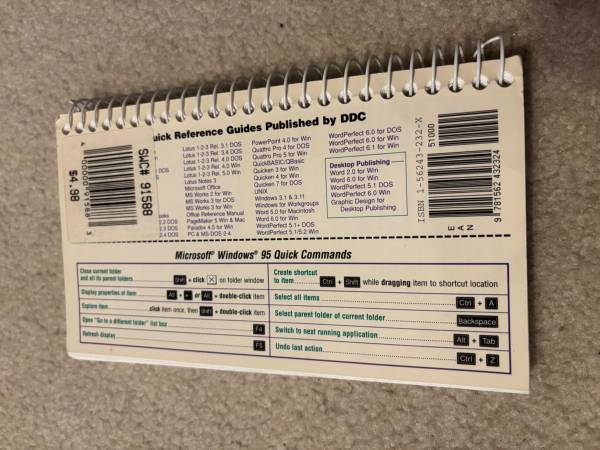 uick Reference Guides Published by DDC
$4.98
SWC# 91508
DOS
2.2 DOS
2.3 DOS
2.4 DOS
Lotus 1-2-3 Rel. 3.1 DOS
Lotus 1-2-3 Rel. 3.4 DOS
Lotus 1-2-3 Rel. 4.0 DOS
Lotus 1-2-3 Rel. 4.0 Win
Lotus 1-2-3 Rel. 5.0 Win
Lotus Notes 3
Microsoft Office
MS Works 2 for Win
MS Works 3 for DOS
MS Works 3 for Win
Office Reference Manual
PageMaker 5 Win & Mac
Paradox 4.5 for Win
PC & MS-DOS 2-4
PowerPoint 4.0 for Win
Quattro Pro 4 for DOS
Quattro Pro 5 for Win
QuickBASIC/QBasic
Quicken 3 for Win
Quicken 4 for Win
Quicken 7 for DOS
UNIX
Windows 3.1 & 3.11
Windows for Workgroups
Word 5.0 for Macintosh
Word 6.0 for Win
WordPerfect 5.1+ DOS
WordPerfect 5.1/5.2 Win
WordPerfect 6.0 for DOS
WordPerfect 6.0 for Win
WordPerfect 6.1 for Win
Desktop Publishing
Word 2.0 for Win
Word 6.0 for Win
WordPerfect 5.1 DOS
WordPerfect 6.0 Win
Graphic Design for
Desktop Publishing
ISBN 1-56243-232-X
51000
9 781562 432324
EAN
Microsoft® Windows® 95 Quick Commands
Close current folder
and all its parent folders Shift + click X on folder window
Display properties of item Alt + or Alt + double-click item
Explore item click item once, then Shift + double-click item
Open "Go to a different folder" list box F4
Refresh display F5
Create shortcut
to item Ctrl + Shift while dragging item to shortcut location
Select all items Ctrl + A
Select parent folder of current folder Backspace
Switch to next running application Alt + Tab
Undo last action Ctrl + Z